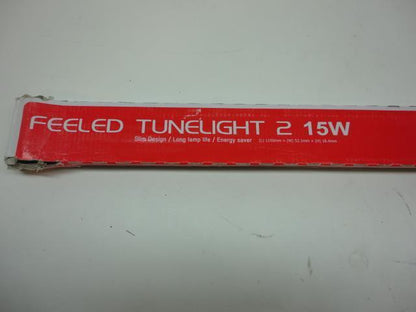 FEELED TUNELIGHT 2 15W
Slim Design / Long lamp life / Energy saver